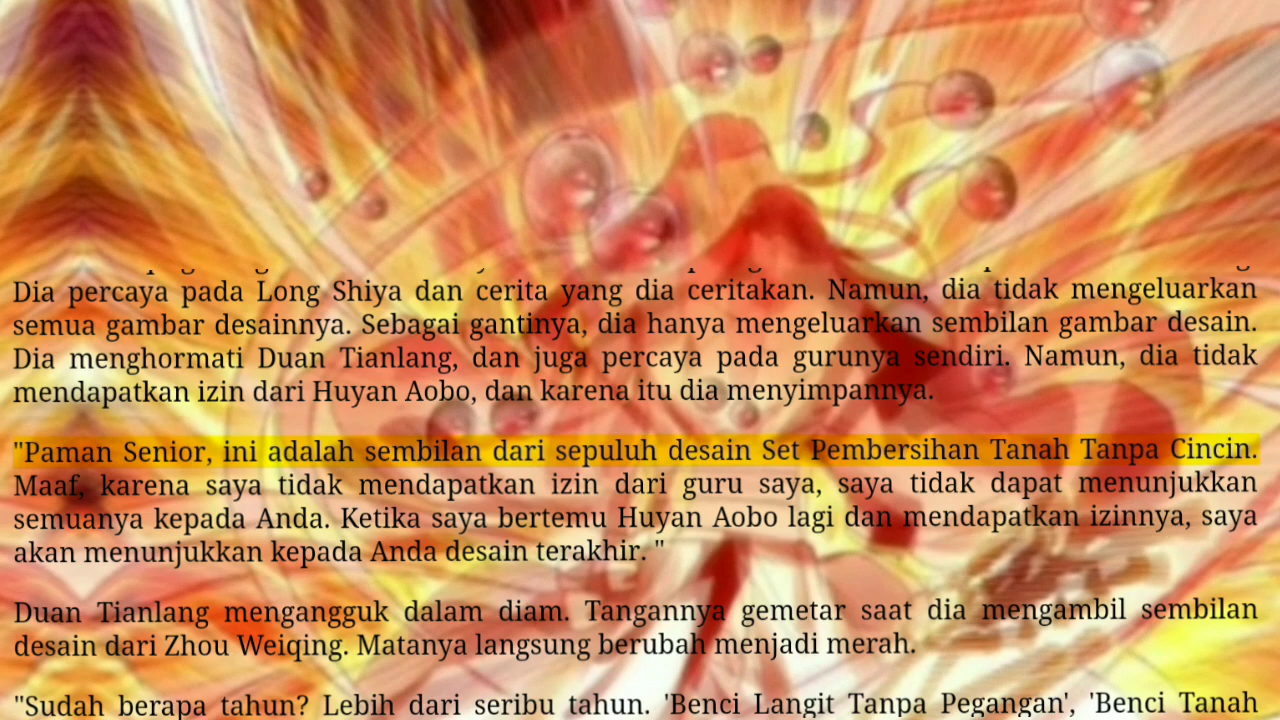 Dia percaya pada Long Shiya dan cerita yang dia ceritakan. Namun, dia tidak mengeluarkan
semua gambar desainnya. Sebagai gantinya, dia hanya mengeluarkan sembilan gambar desain.
Dia menghormati Duan Tianlang, dan juga percaya pada gurunya sendiri. Namun, dia tidak
mendapatkan izin dari Huyan Aobo, dan karena itu dia menyimpannya.
"Paman Senior, ini adalah sembilan dari sepuluh desain Set Pembersihan Tanah Tanpa Cincin.
Maaf, karena saya tidak mendapatkan izin dari guru saya, saya tidak dapat menunjukkan
semuanya kepada Anda. Ketika saya bertemu Huyan Aobo lagi dan mendapatkan izinnya, saya
akan menunjukkan kepada Anda desain terakhir. "
Duan Tianlang mengangguk dalam diam. Tangannya gemetar saat dia mengambil sembilan
desain dari Zhou Weiqing. Matanya langsung berubah menjadi merah.
"Sudah berapa tahun? Lebih dari seribu tahun. 'Benci Langit Tanpa Pegangan', 'Benci Tanah